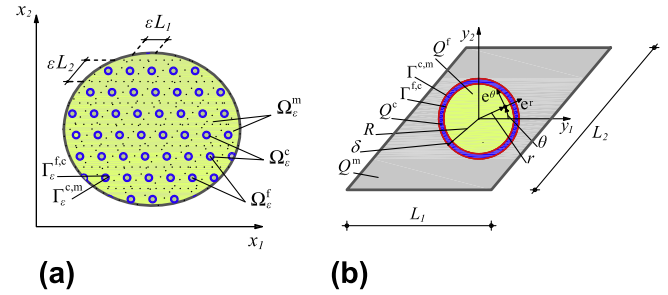 x₂
εL₁
εL₂
Ωεᵐ
Ωεᶜ
Γεᶠ,ᶜ
Γεᶜ,ᵐ
Ωεᶠ
x₁
(a)
y₂
Qᶠ
Γᶜ,ᵐ
Γᶠ,ᶜ
Qᶜ
R
δ
Qᵐ
eᶿ
eʳ
y₁
θ
r
L₂
L₁
(b)